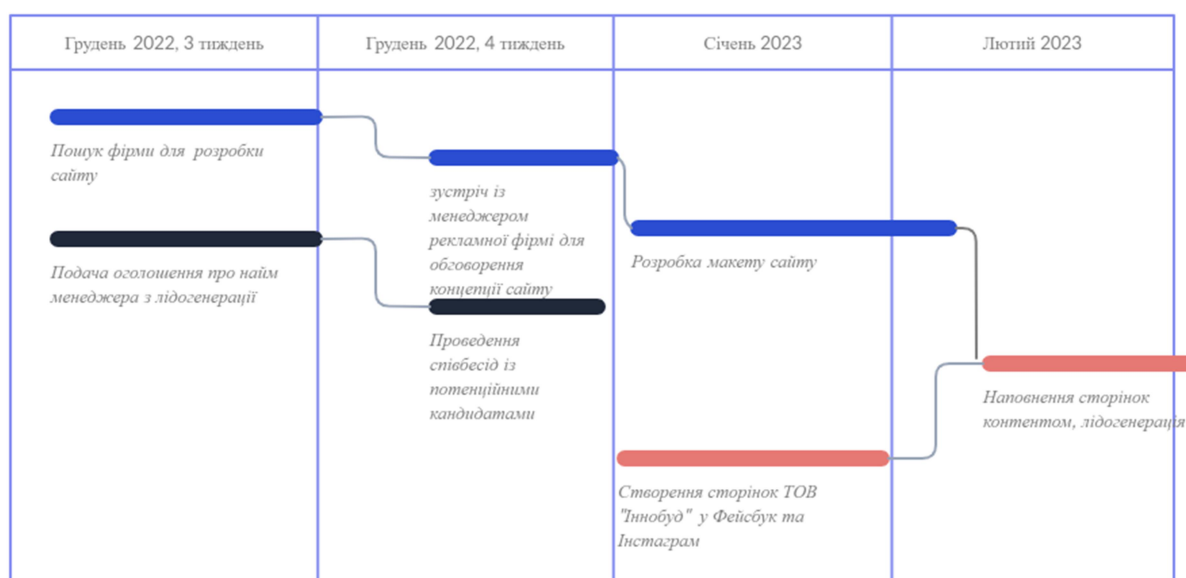 Грудень 2022, 3 тиждень
Грудень 2022, 4 тиждень
Січень 2023
Лютий 2023
Пошук фірми для розробки
сайту
зустріч із
менеджером
рекламної фірмі для
обговорення
концепції сайту
Розробка макету сайту
Подача оголошення про найм
менеджера з лідогенерації
Проведення
співбесід із
потенційними
кандидатами
Наповнення сторінок
контентом, лідогенерація
Створення сторінок ТОВ
"Іннобуд" у Фейсбук та
Інстаграм